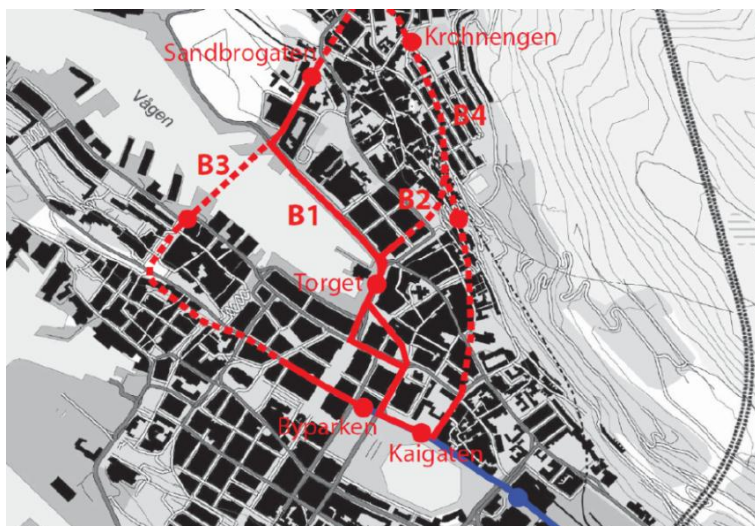 Krohnengen
Sandbrogaten
Vågen
B4
B3
B2
B1
Torget
Byparken
Kaigaten